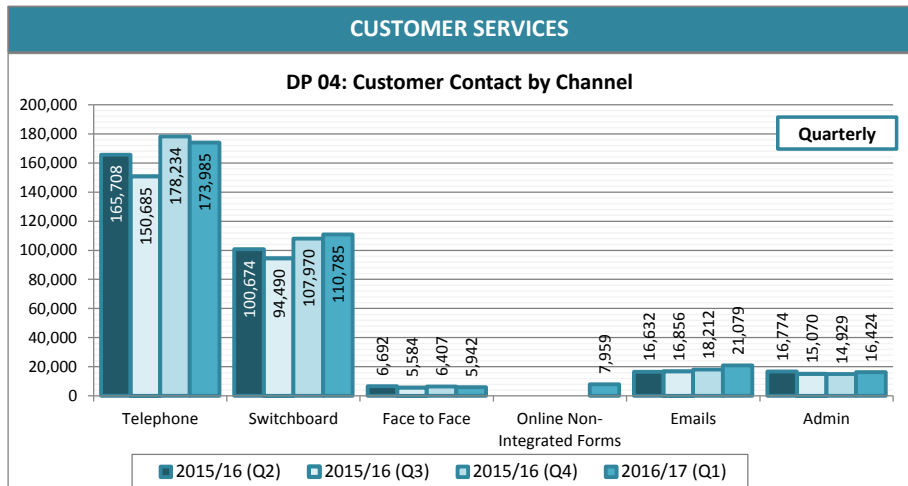 CUSTOMER SERVICES
DP 04: Customer Contact by Channel
Quarterly
200,000
180,000
160,000
140,000
120,000
100,000
80,000
60,000
40,000
20,000
0
165,708
150,685
178,234
173,985
100,674
94,490
107,970
110,785
6,692
5,584
6,407
5,942
7,959
16,632
16,856
18,212
21,079
16,774
15,070
14,929
16,424
Telephone
Switchboard
Face to Face
Online Non-
Integrated Forms
Emails
Admin
2015/16 (Q2)
2015/16 (Q3)
2015/16 (Q4)
2016/17 (Q1)